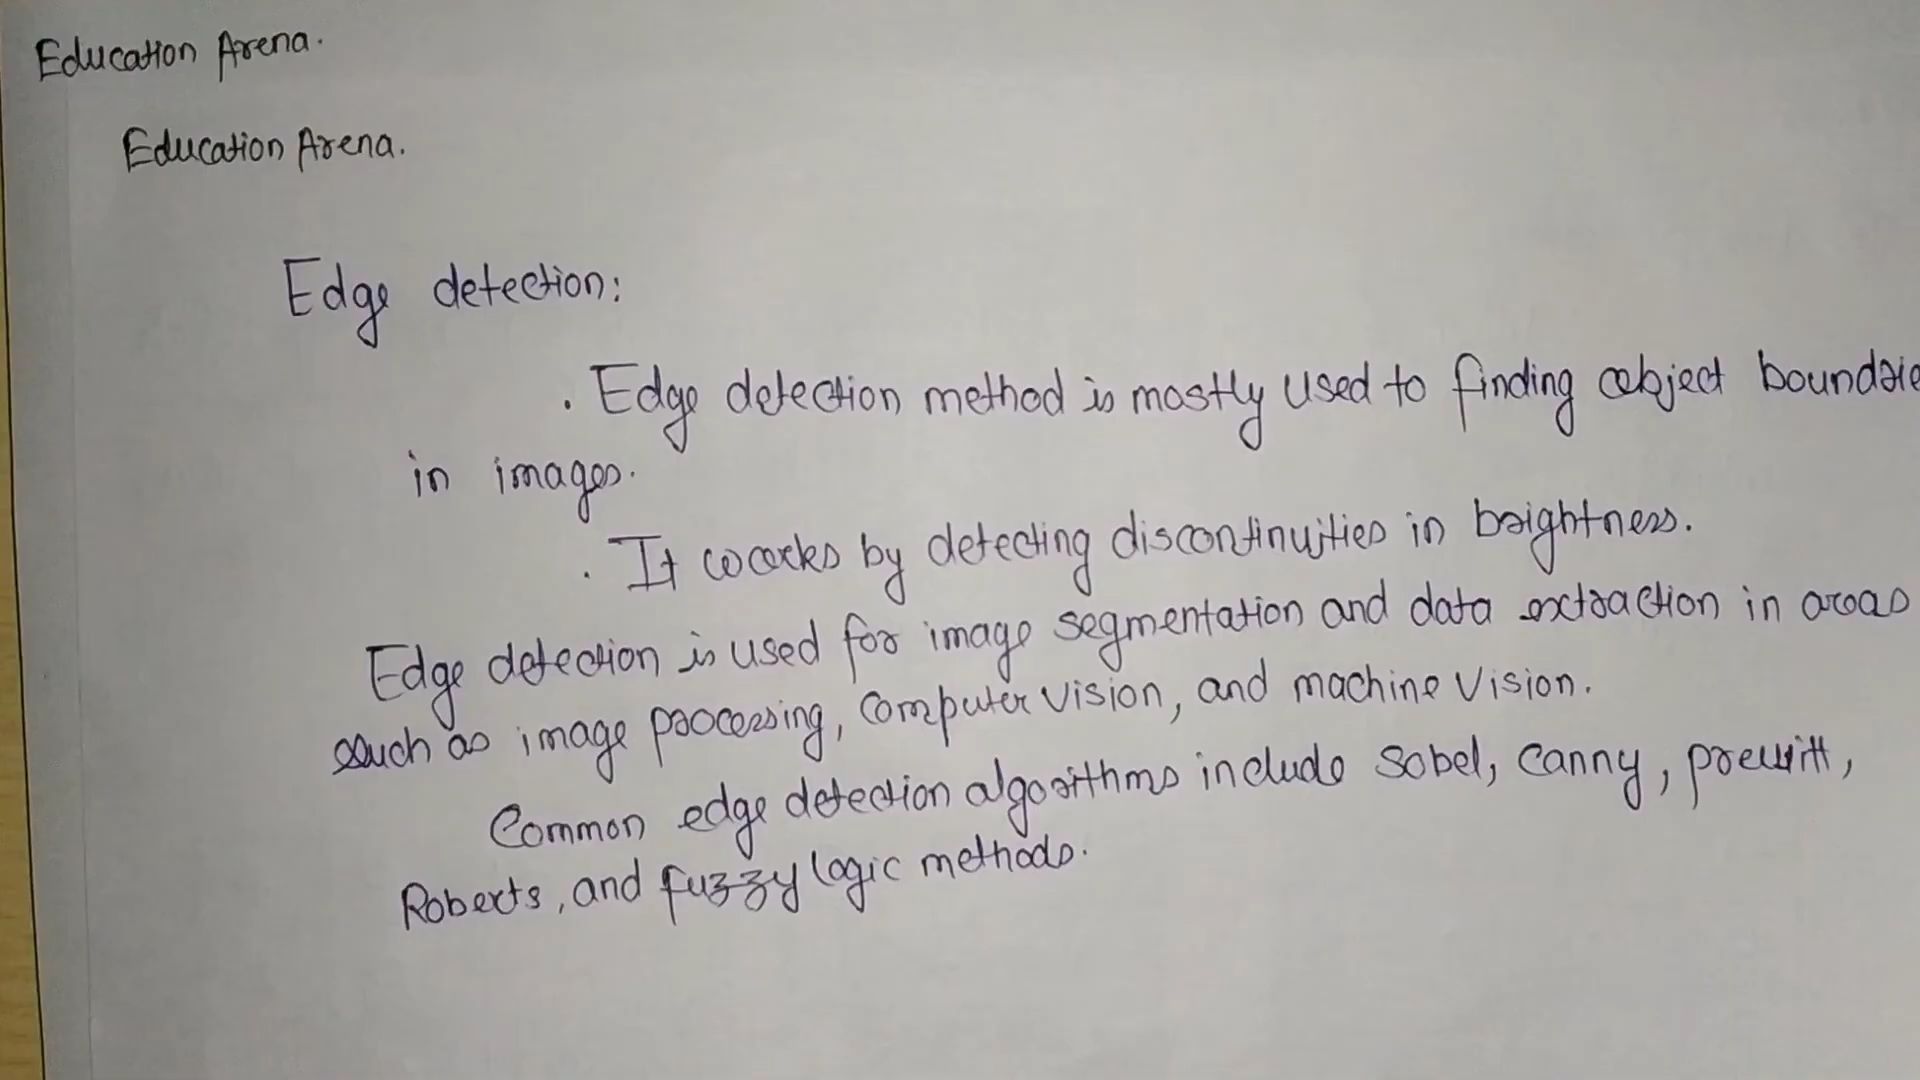 Education Arena.
Education Arena.
Edge detection:
. Edge detection method is mostly used to finding object boundarie
in images.
. It works by detecting discontinuities in brightness.
Edge detection is used for image segmentation and data extraction in areas
such as image processing, computer vision, and machine vision.
Common edge detection algorithms include sobel, canny, prewitt,
Roberts, and fuzzy logic methods.